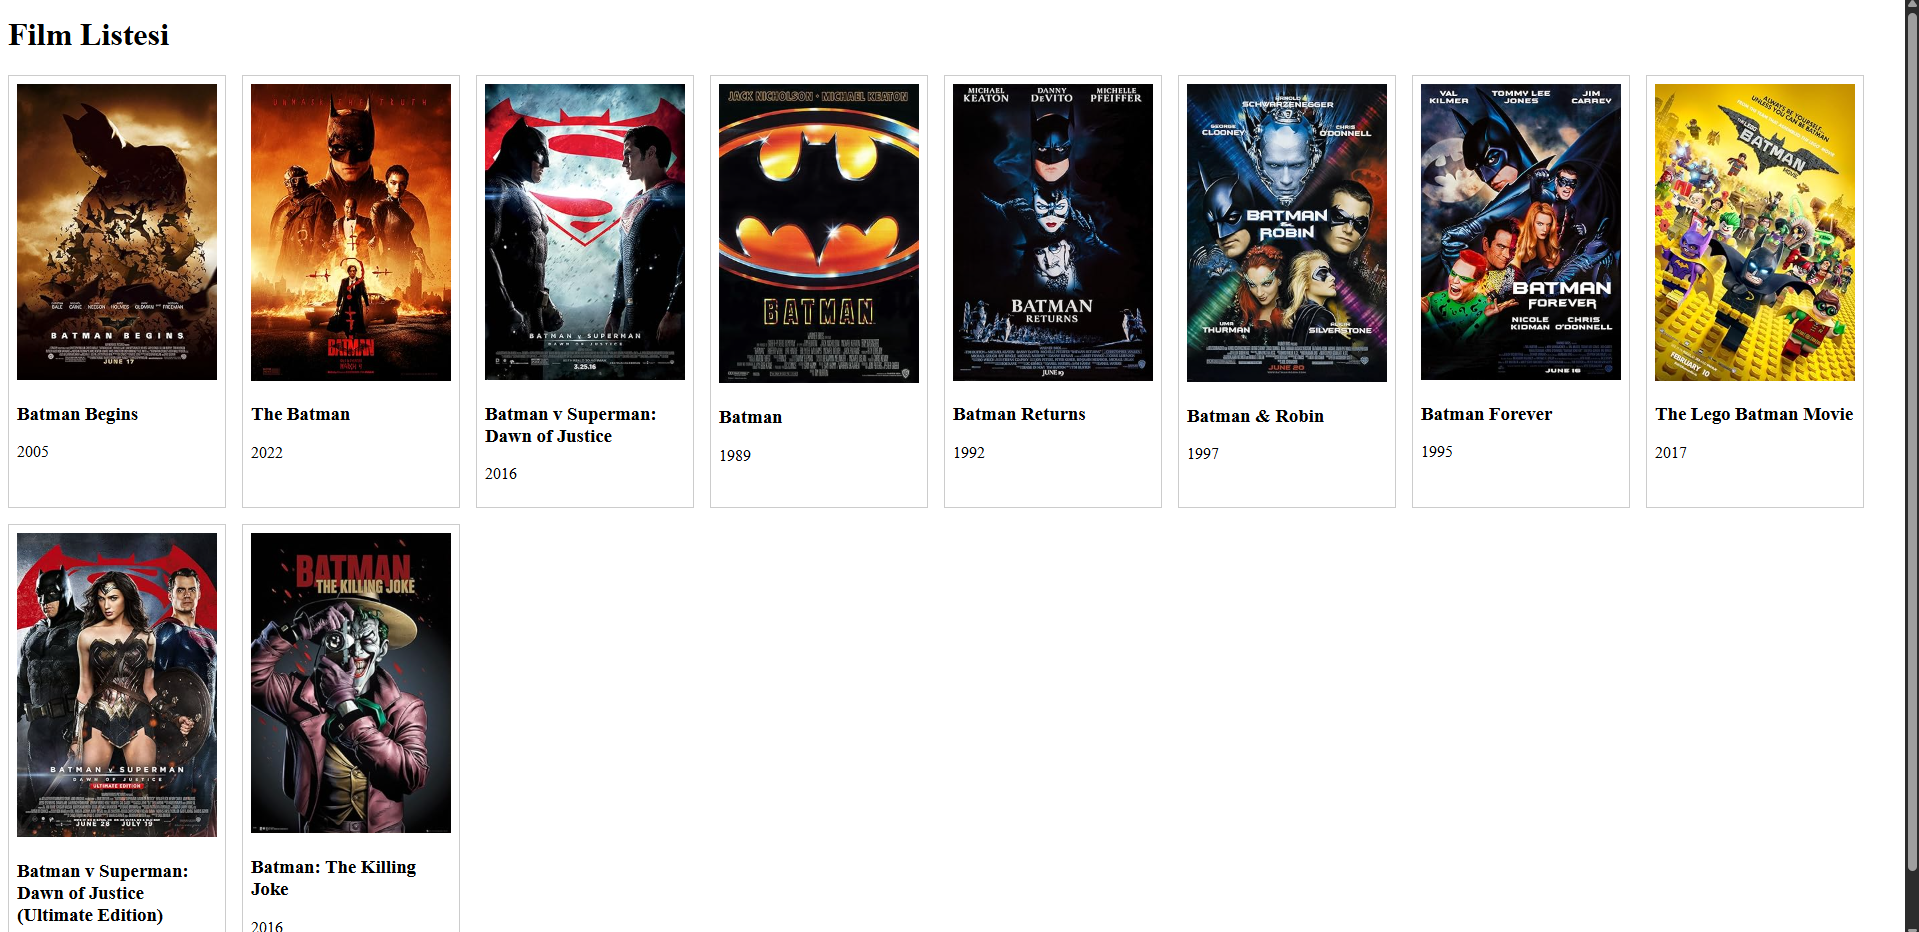 Film Listesi
BATMAN BEGINS
JUNE 17
Batman Begins
2005
UNMASK THE TRUTH
THE
BATMAN
MARCH 4
The Batman
2022
BATMAN v SUPERMAN
DAWN OF JUSTICE
3.25.16
Batman v Superman:
Dawn of Justice
2016
JACK NICHOLSON • MICHAEL KEATON
BATMAN
Batman
1989
MICHAEL KEATON
DANNY DEVITO
MICHELLE PFEIFFER
BATMAN
RETURNS
JUNE 19
Batman Returns
1992
ARNOLD
SCHWARZENEGGER
GEORGE
CLOONEY
CHRIS
O'DONNELL
BATMAN
&
ROBIN
UMA
THURMAN
ALICIA
SILVERSTONE
JUNE 20
Batman & Robin
1997
VAL KILMER
TOMMY LEE JONES
JIM CARREY
BATMAN
FOREVER
NICOLE KIDMAN
CHRIS O'DONNELL
JUNE 16
Batman Forever
1995
ALWAYS BE YOURSELF...
UNLESS YOU CAN BE BATMAN
THE LEGO
BATMAN
MOVIE
FEBRUARY 10
The Lego Batman Movie
2017
BATMAN v SUPERMAN
DAWN OF JUSTICE
ULTIMATE EDITION
JUNE 28 JULY 19
Batman v Superman:
Dawn of Justice
(Ultimate Edition)
BATMAN
THE KILLING JOKE
Batman: The Killing
Joke
2016